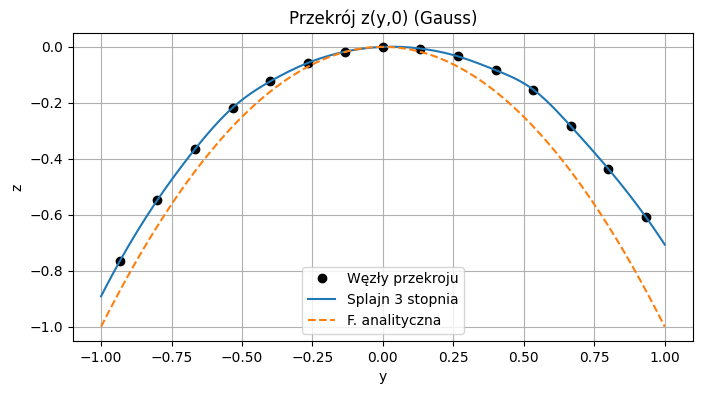 Przekrój z(y,0) (Gauss)
0.0
−0.2
−0.4
−0.6
−0.8
−1.0
z
Węzły przekroju
Splajn 3 stopnia
F. analityczna
−1.00 −0.75 −0.50 −0.25 0.00 0.25 0.50 0.75 1.00
y